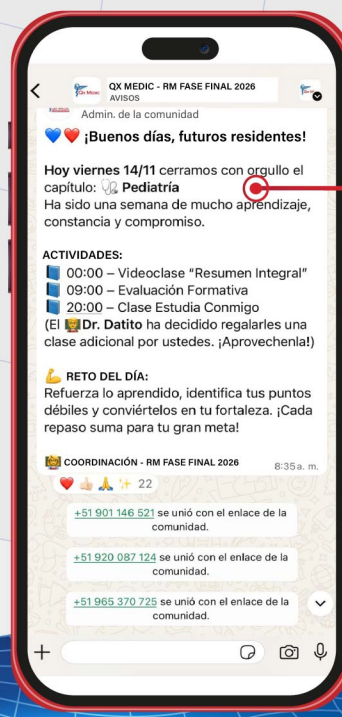 QX MEDIC - RM FASE FINAL 2026
AVISOS
Qx Medic
Admin. de la comunidad
💙❤️ ¡Buenos días, futuros residentes!
Hoy viernes 14/11 cerramos con orgullo el
capítulo: 🩺 Pediatría
Ha sido una semana de mucho aprendizaje,
constancia y compromiso.
ACTIVIDADES:
📘 00:00 – Videoclase “Resumen Integral”
📘 09:00 – Evaluación Formativa
📘 20:00 – Clase Estudia Conmigo
(El Dr. Datito ha decidido regalarles una
clase adicional por ustedes. ¡Aprovechenla!)
💪 RETO DEL DÍA:
Refuerza lo aprendido, identifica tus puntos
débiles y conviértelos en tu fortaleza. ¡Cada
repaso suma para tu gran meta!
COORDINACIÓN - RM FASE FINAL 2026
8:35 a. m.
❤️👍🏻🙏✨ 22
+51 901 146 521 se unió con el enlace de la
comunidad.
+51 920 087 124 se unió con el enlace de la
comunidad.
+51 965 370 725 se unió con el enlace de la
comunidad.